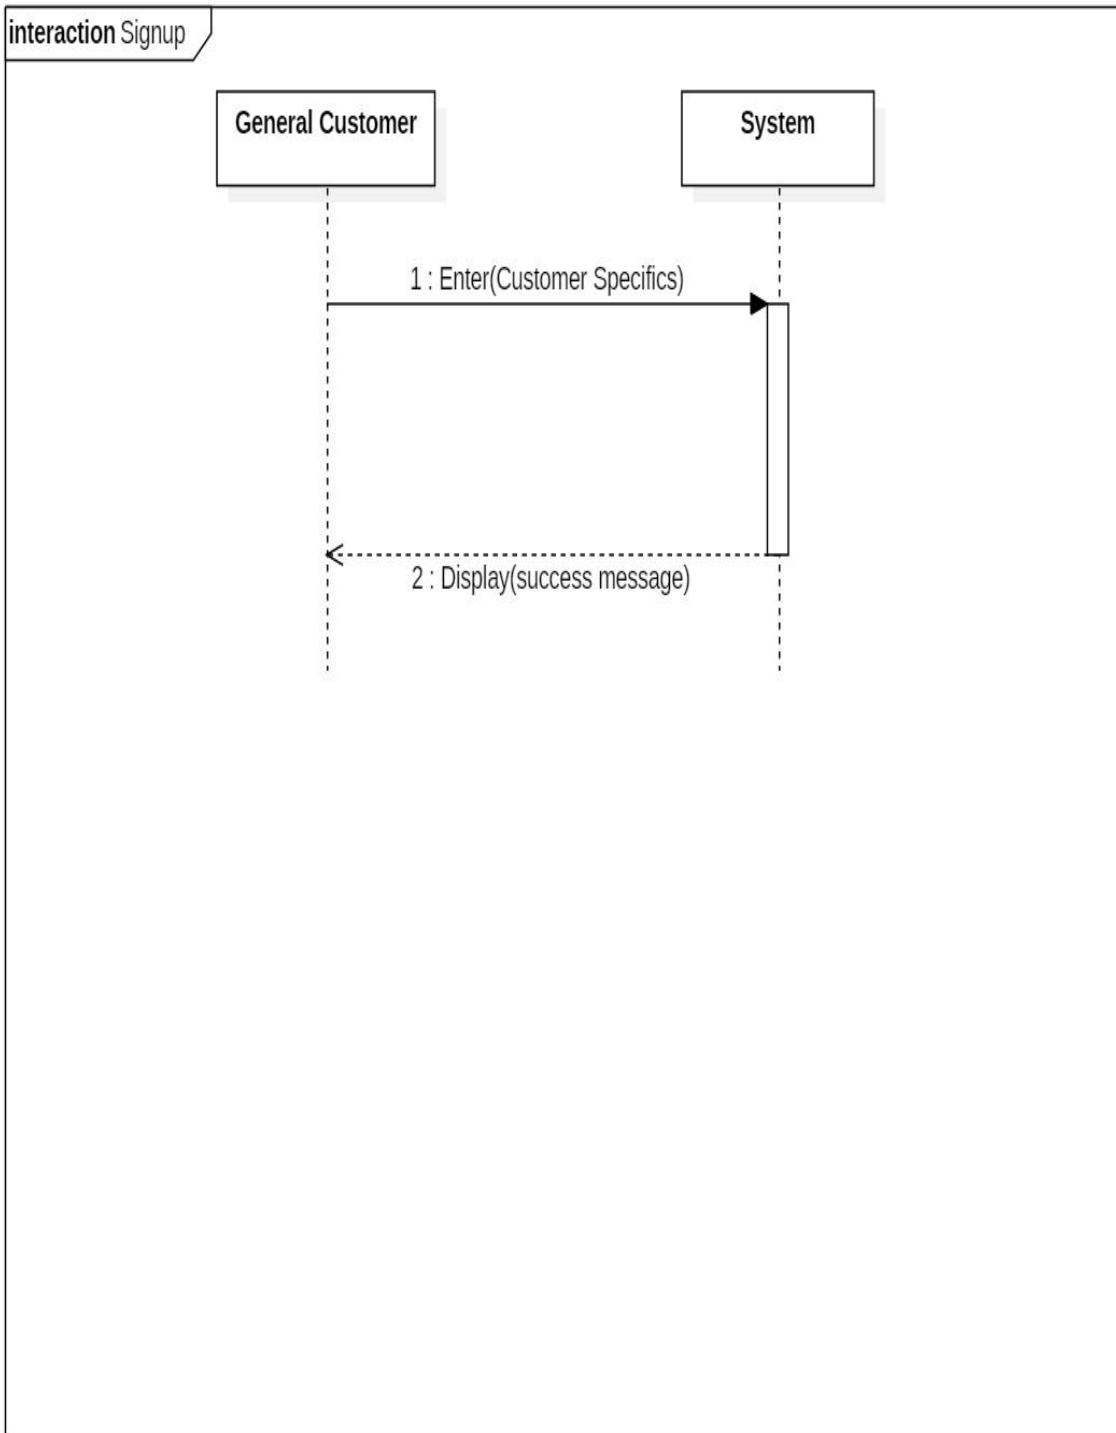 interaction Signup
General Customer
System
1 : Enter(Customer Specifics)
2 : Display(success message)